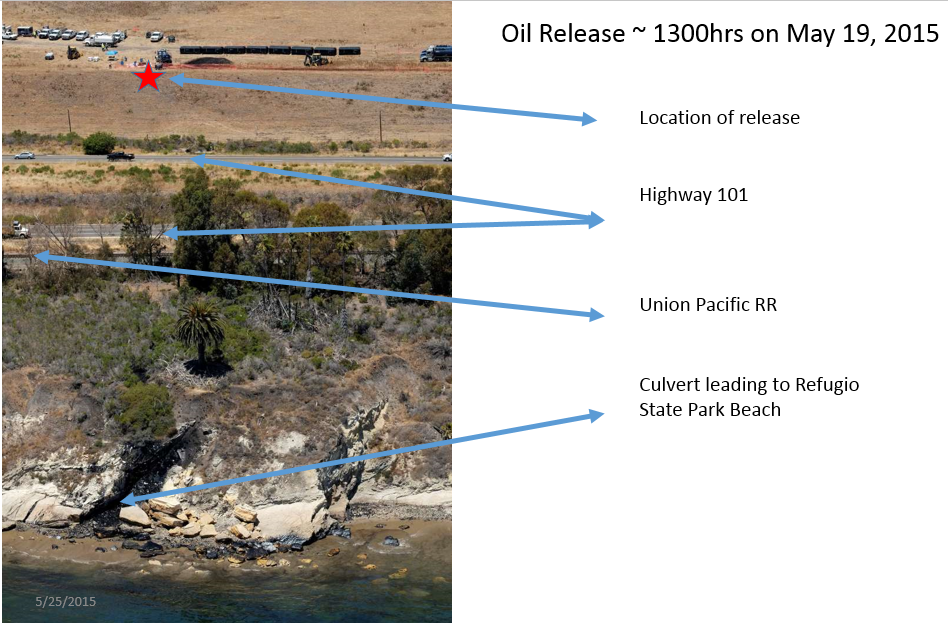 Oil Release ~ 1300hrs on May 19, 2015
Location of release
Highway 101
Union Pacific RR
Culvert leading to Refugio
State Park Beach
5/25/2015